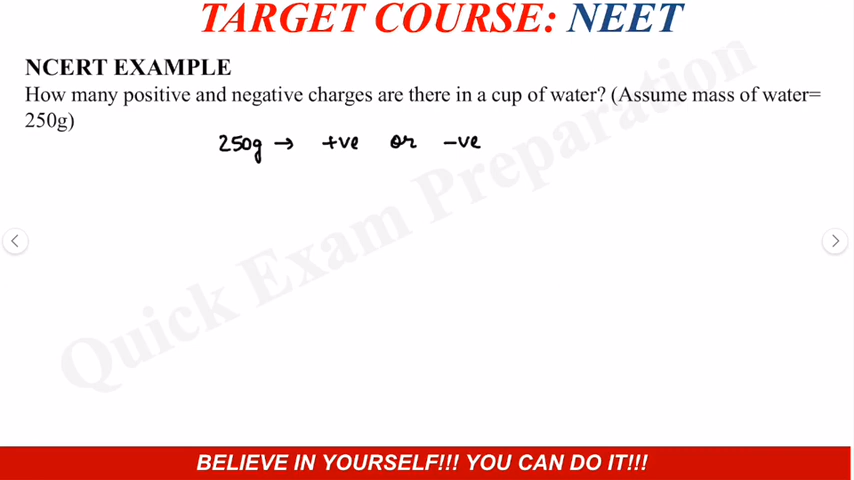 TARGET COURSE: NEET
NCERT EXAMPLE
How many positive and negative charges are there in a cup of water? (Assume mass of water=
250g)
250g → +ve or -ve
Quick Exam Preparation
BELIEVE IN YOURSELF!!! YOU CAN DO IT!!!